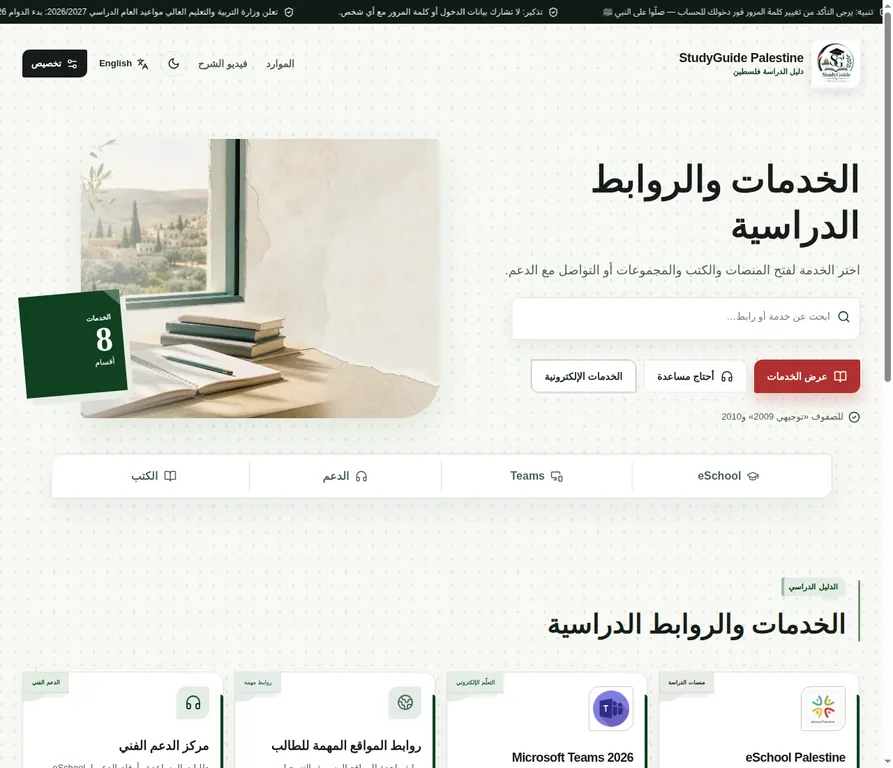 تنبيه: يرجى التأكد من تغيير كلمة المرور فور دخولك للحساب — صلّوا على النبي ﷺ
تذكير: لا تشارك بيانات الدخول أو كلمة المرور مع أي شخص.
تعلن وزارة التربية والتعليم العالي مواعيد العام الدراسي 2026/2027: بدء الدوام
StudyGuide Palestine
دليل الدراسة فلسطين
StudyGuide
الموارد
فيديو الشرح
English
تخصيص
الخدمات والروابط
الدراسية
اختر الخدمة لفتح المنصات والكتب والمجموعات أو التواصل مع الدعم.
ابحث عن خدمة أو رابط...
عرض الخدمات
أحتاج مساعدة
الخدمات الإلكترونية
للصفوف «توجيهي 2009» و2010
الخدمات
8
أقسام
eSchool
Teams
الدعم
الكتب
الدليل الدراسي
الخدمات والروابط الدراسية
منصات الدراسة
eSchool Palestine
التعلّم الإلكتروني
Microsoft Teams 2026
روابط مهمة
روابط المواقع المهمة للطالب
الدعم الفني
مركز الدعم الفني